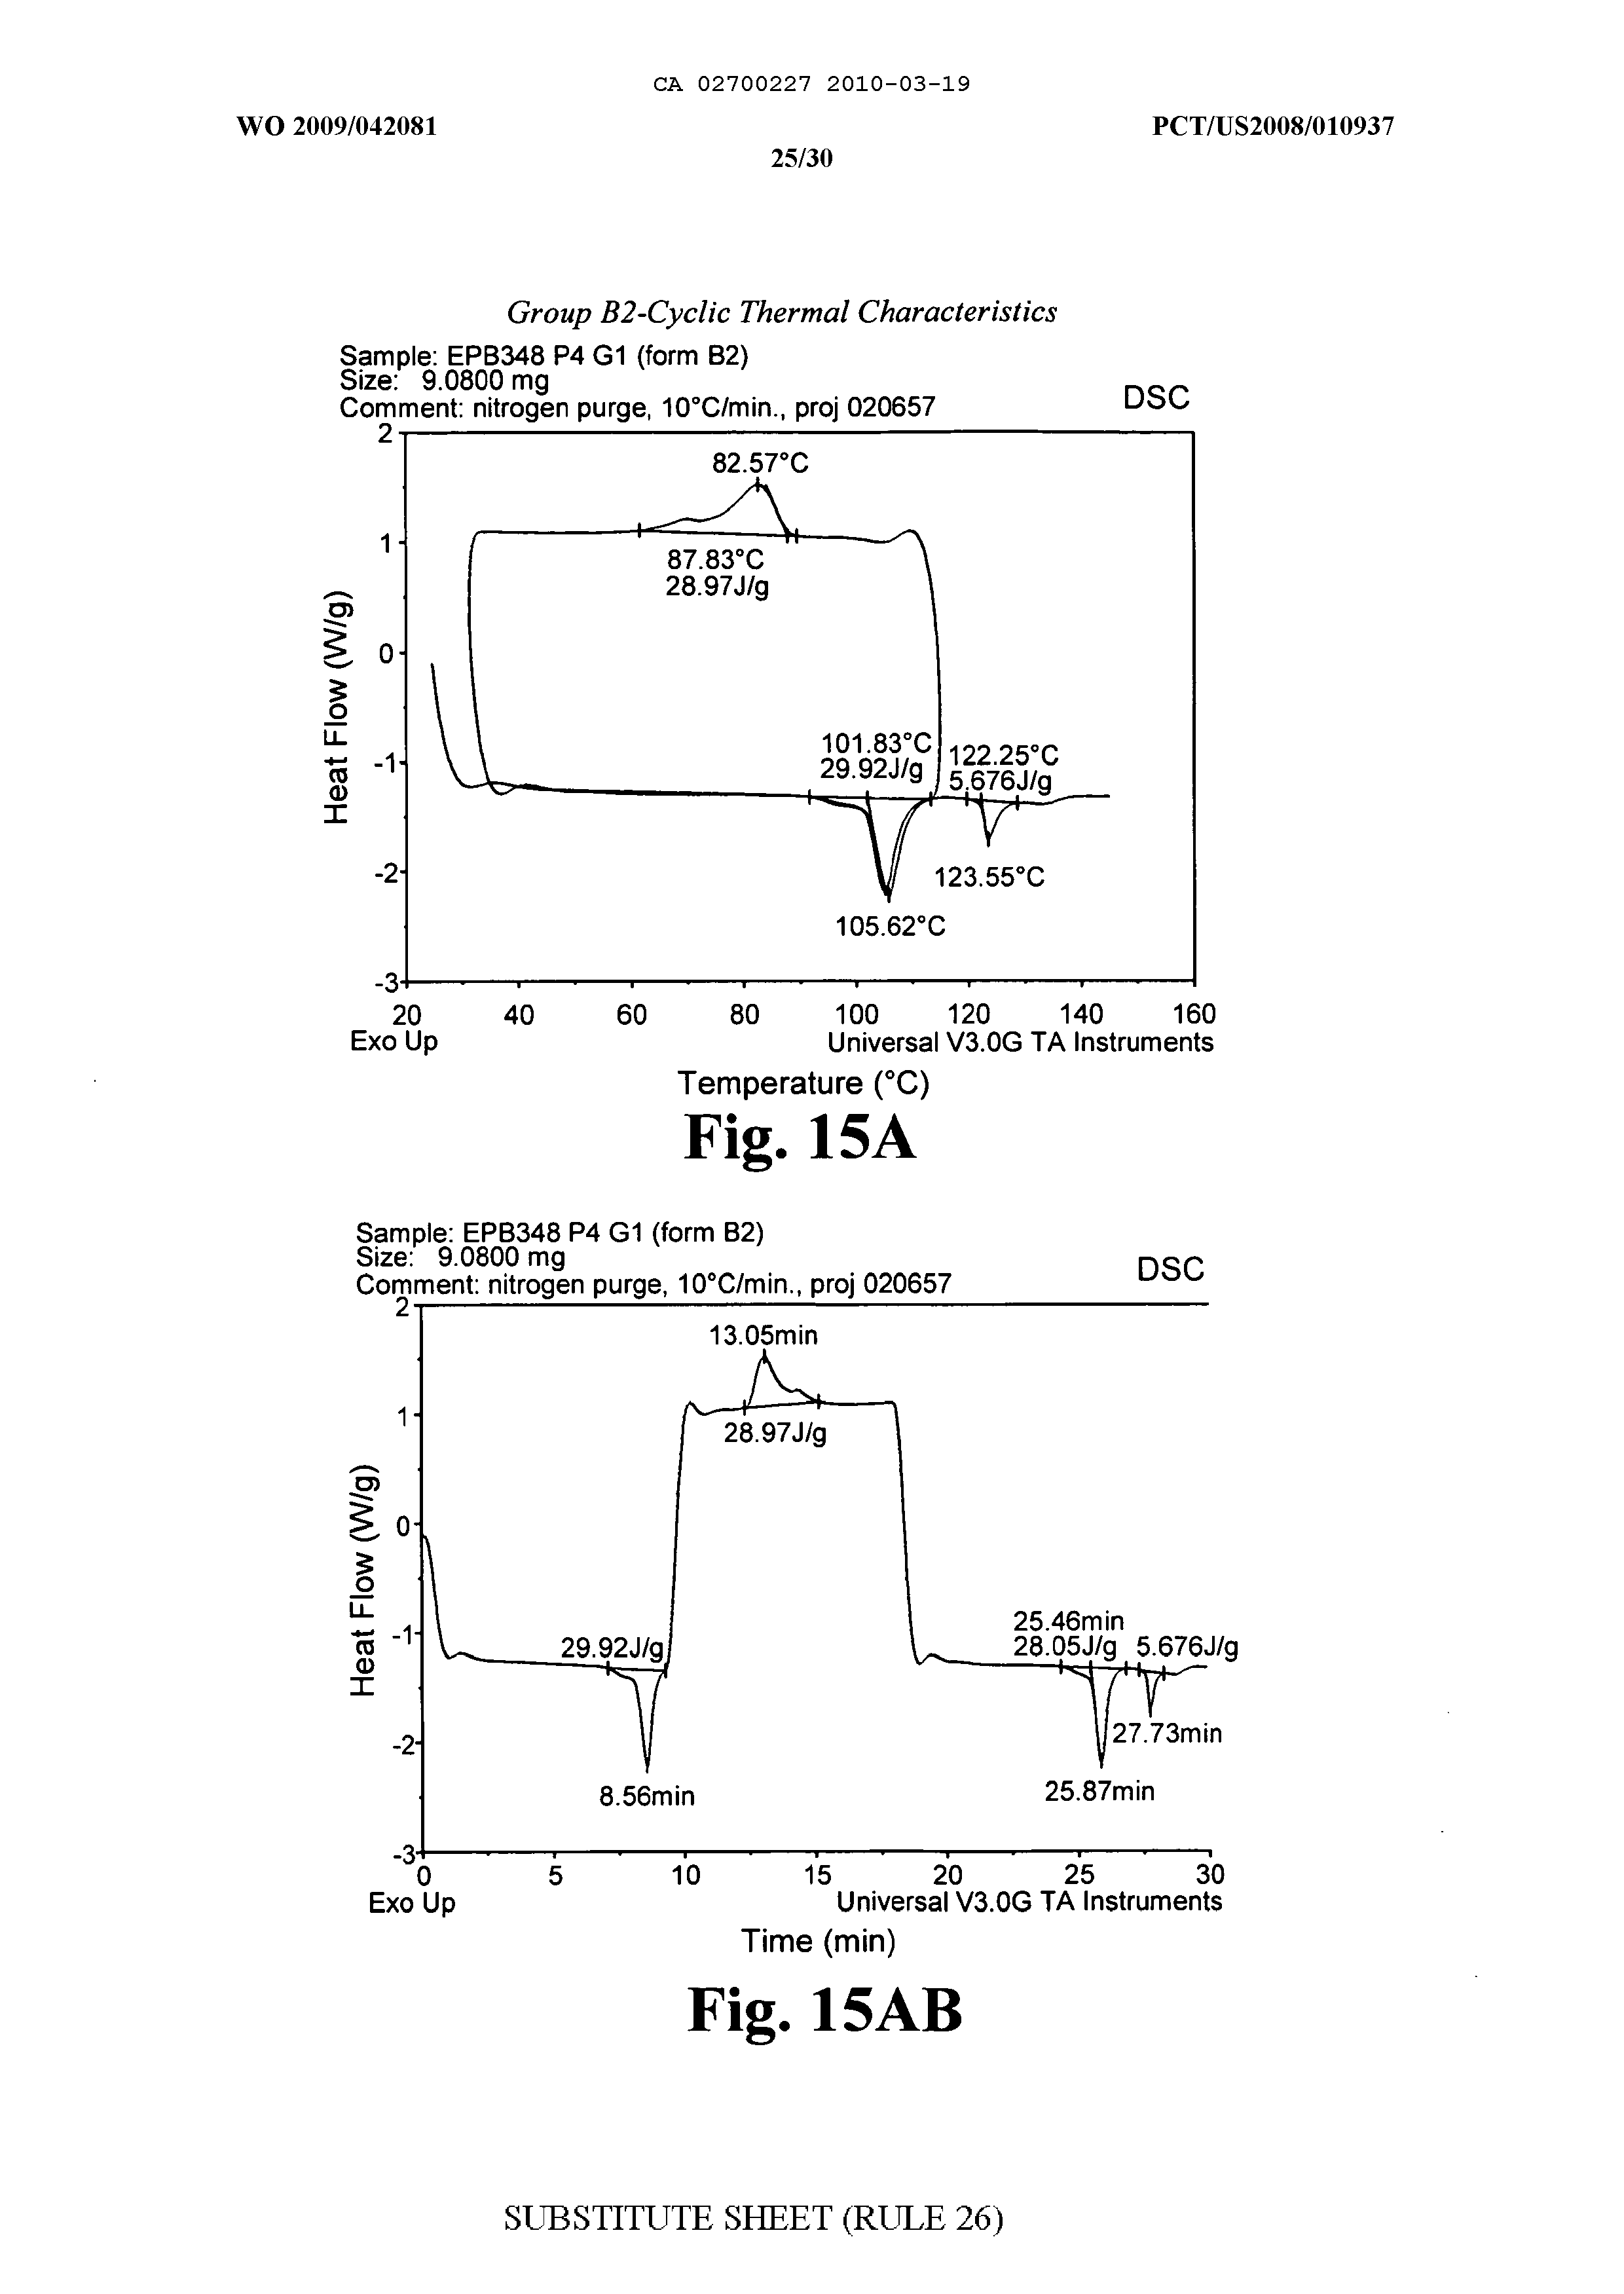 CA 02700227 2010-03-19
WO 2009/042081
PCT/US2008/010937
25/30
Group B2-Cyclic Thermal Characteristics
Sample: EPB348 P4 G1 (form B2)
Size: 9.0800 mg
Comment: nitrogen purge, 10°C/min., proj 020657
DSC
2
82.57°C
1
87.83°C
28.97J/g
Heat Flow (W/g)
0
101.83°C
29.92J/g
122.25°C
5.676J/g
-1
-2
123.55°C
105.62°C
-3
20 40 60 80 100 120 140 160
Exo Up
Universal V3.0G TA Instruments
Temperature (°C)
Fig. 15A
Sample: EPB348 P4 G1 (form B2)
Size: 9.0800 mg
Comment: nitrogen purge, 10°C/min., proj 020657
DSC
2
13.05min
1
28.97J/g
Heat Flow (W/g)
0
25.46min
28.05J/g 5.676J/g
29.92J/g
-1
-2
27.73min
8.56min
25.87min
-3
0 5 10 15 20 25 30
Exo Up
Universal V3.0G TA Instruments
Time (min)
Fig. 15AB
SUBSTITUTE SHEET (RULE 26)